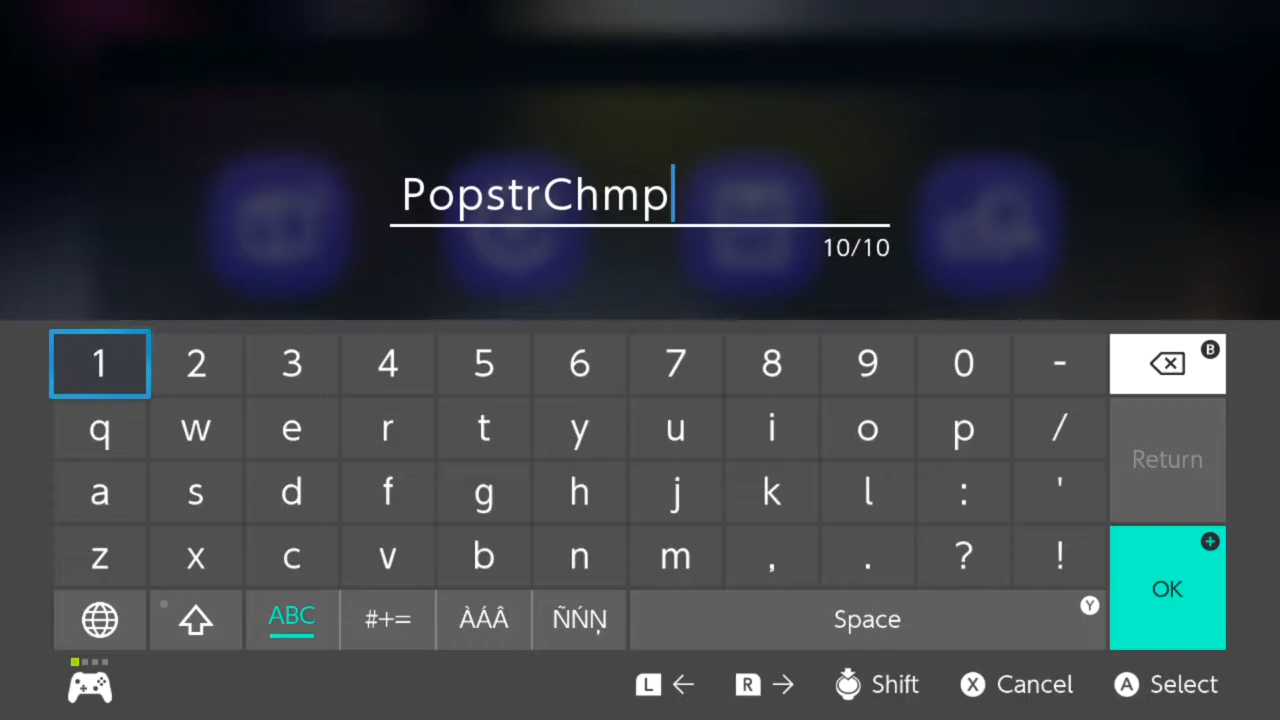 PopstrChmp
10/10
1 2 3 4 5 6 7 8 9 0 - B
q w e r t y u i o p /
Return
a s d f g h j k l : '
z x c v b n m , . ? ! +
OK
ABC #+= ÀÁÂ ÑŃŅ Space Y
L ← R → Shift X Cancel A Select